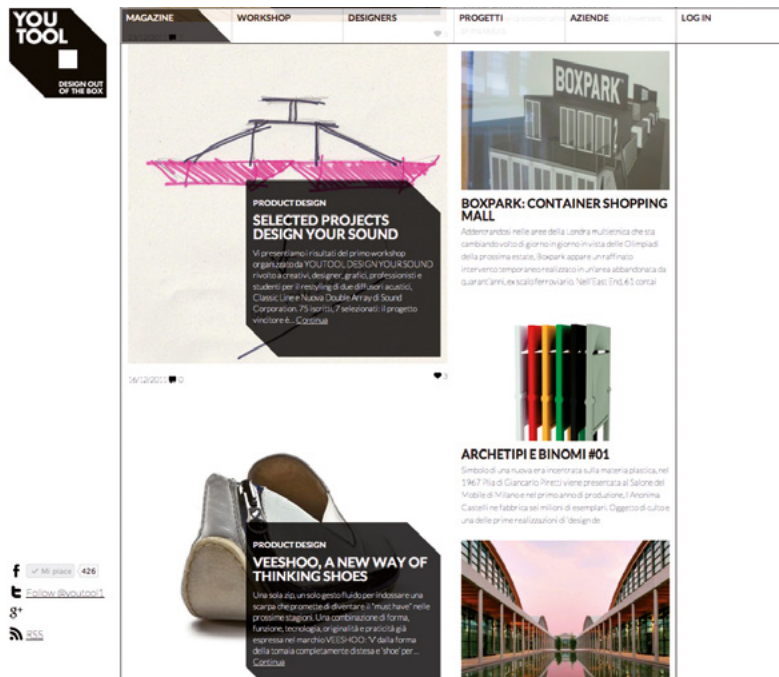 YOU
TOOL
DESIGN OUT
OF THE BOX
MAGAZINE
WORKSHOP
DESIGNERS
PROGETTI
AZIENDE
LOG IN
BOXPARK
PRODUCT DESIGN
SELECTED PROJECTS
DESIGN YOUR SOUND
Vi presentiamo i risultati del primo workshop
organizzato da YOUTOOL, DESIGN YOUR SOUND
rivolto a creativi, designer, grafici, professionisti e
studenti per il restyling di due diffusori acustici,
Classic Line e Nuova Double Array di Sound
Corporation. 75 iscritti, 7 selezionati: il progetto
vincitore è... Continua
16/12/2011 0
3
BOXPARK: CONTAINER SHOPPING
MALL
Addentrandosi nelle aree della Londra multietnica che sta
cambiando volto di giorno in giorno in vista delle Olimpiadi
della prossima estate, Boxpark appare un raffinato
intervento temporaneo realizzato in un'area abbandonata da
quarant'anni, ex scalo ferroviario. Nell'East End, 61 contai
ARCHETIPI E BINOMI #01
Simbolo di una nuova era incentrata sulla materia plastica, nel
1967 Plia di Giancarlo Piretti viene presentata al Salone del
Mobile di Milano e nel primo anno di produzione, l'Anonima
Castelli ne fabbrica sei milioni di esemplari. Oggetto di culto e
una delle prime realizzazioni di 'design de
PRODUCT DESIGN
VEESHOO, A NEW WAY OF
THINKING SHOES
Una sola zip, un solo gesto fluido per indossare una
scarpa che promette di diventare il "must have" nelle
prossime stagioni. Una combinazione di forma,
funzione, tecnologia, originalità e praticità già
espressa nel marchio VEESHOO: 'V' dalla forma
della tomaia completamente distesa e 'shoe' per...
Continua
Mi piace 426
Follow @youtool1
g+
RSS